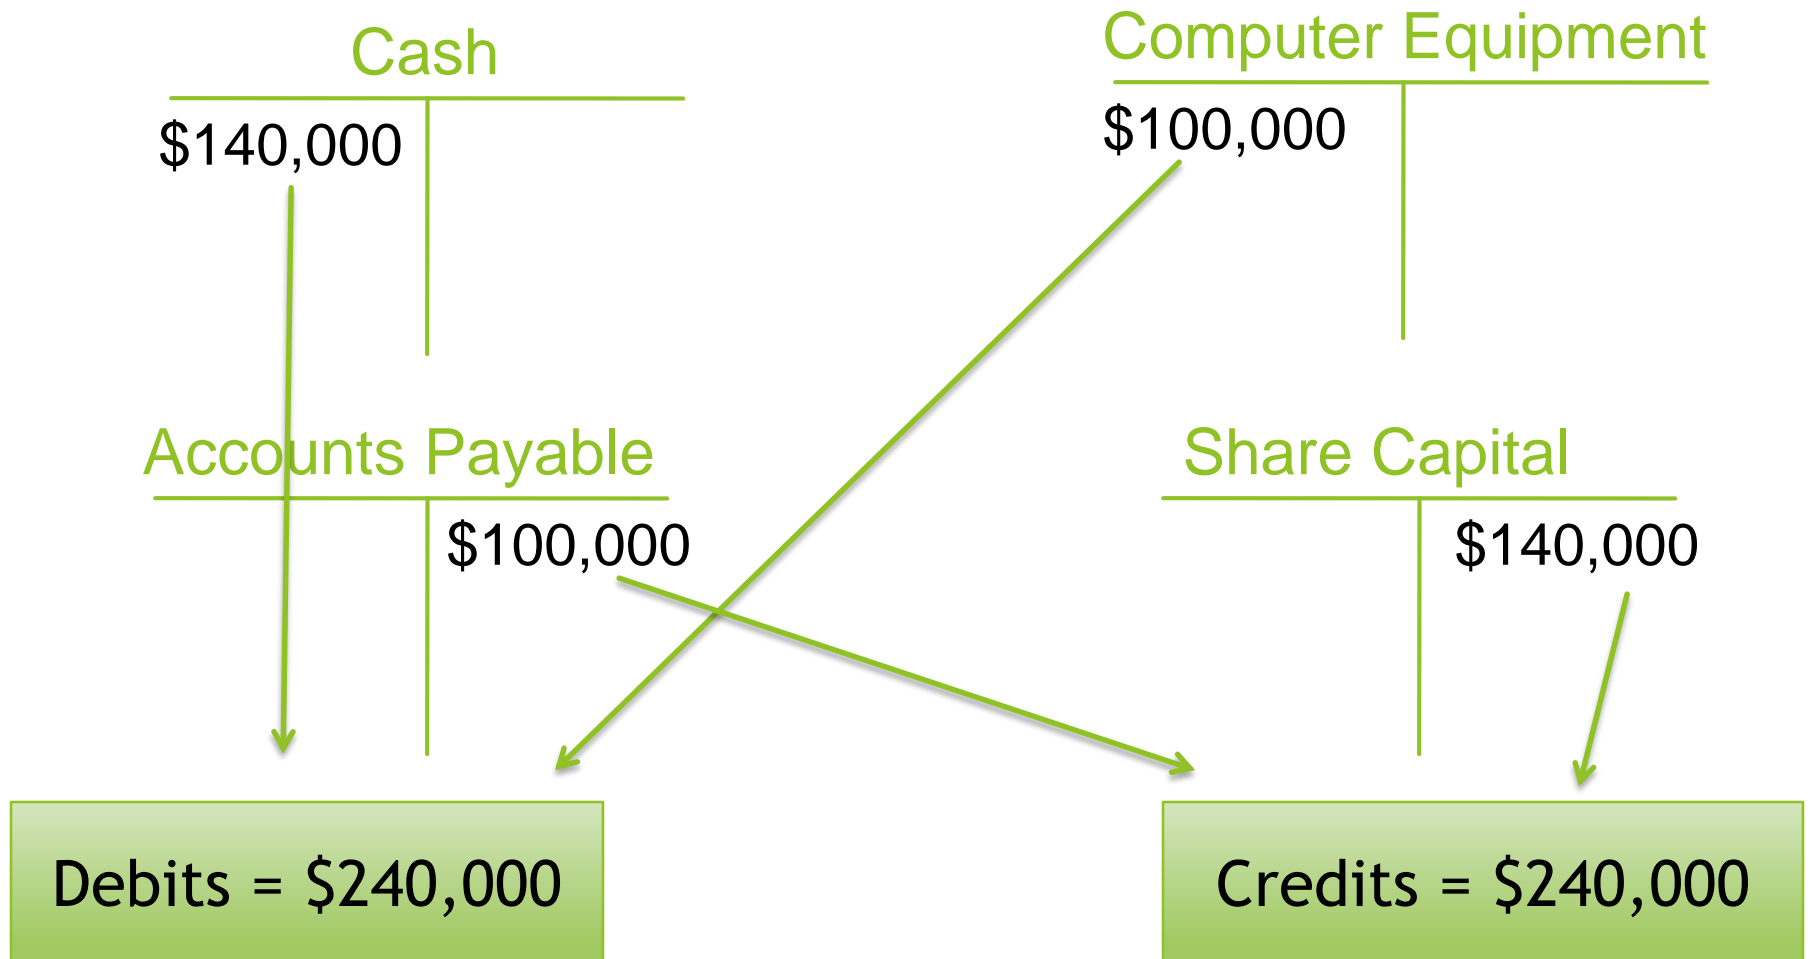 Cash
$140,000
Computer Equipment
$100,000
Accounts Payable
$100,000
Share Capital
$140,000
Debits = $240,000
Credits = $240,000